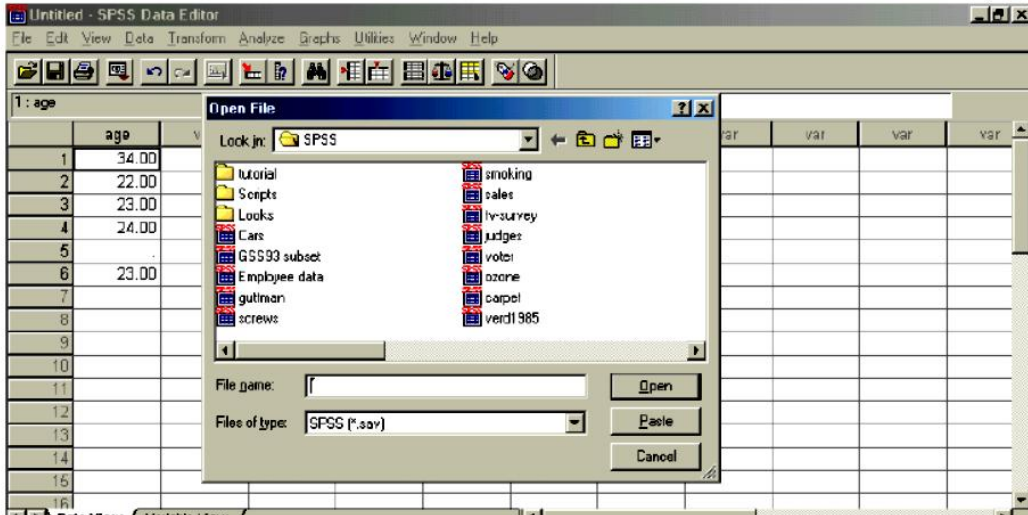 Untitled - SPSS Data Editor
File Edit View Data Transform Analyze Graphs Utilities Window Help
1 : age
Open File
Look in: SPSS
age
var var var
1 34.00
2 22.00
3 23.00
4 24.00
5 .
6 23.00
7
8
9
10
11
12
13
14
15
16
tutorial
Scripts
Looks
Cars
GSS93 subset
Employee data
guttman
screws
smoking
sales
tv-survey
judges
voter
ozone
carpet
verd1985
File name:
Open
Files of type: SPSS (*.sav)
Paste
Cancel